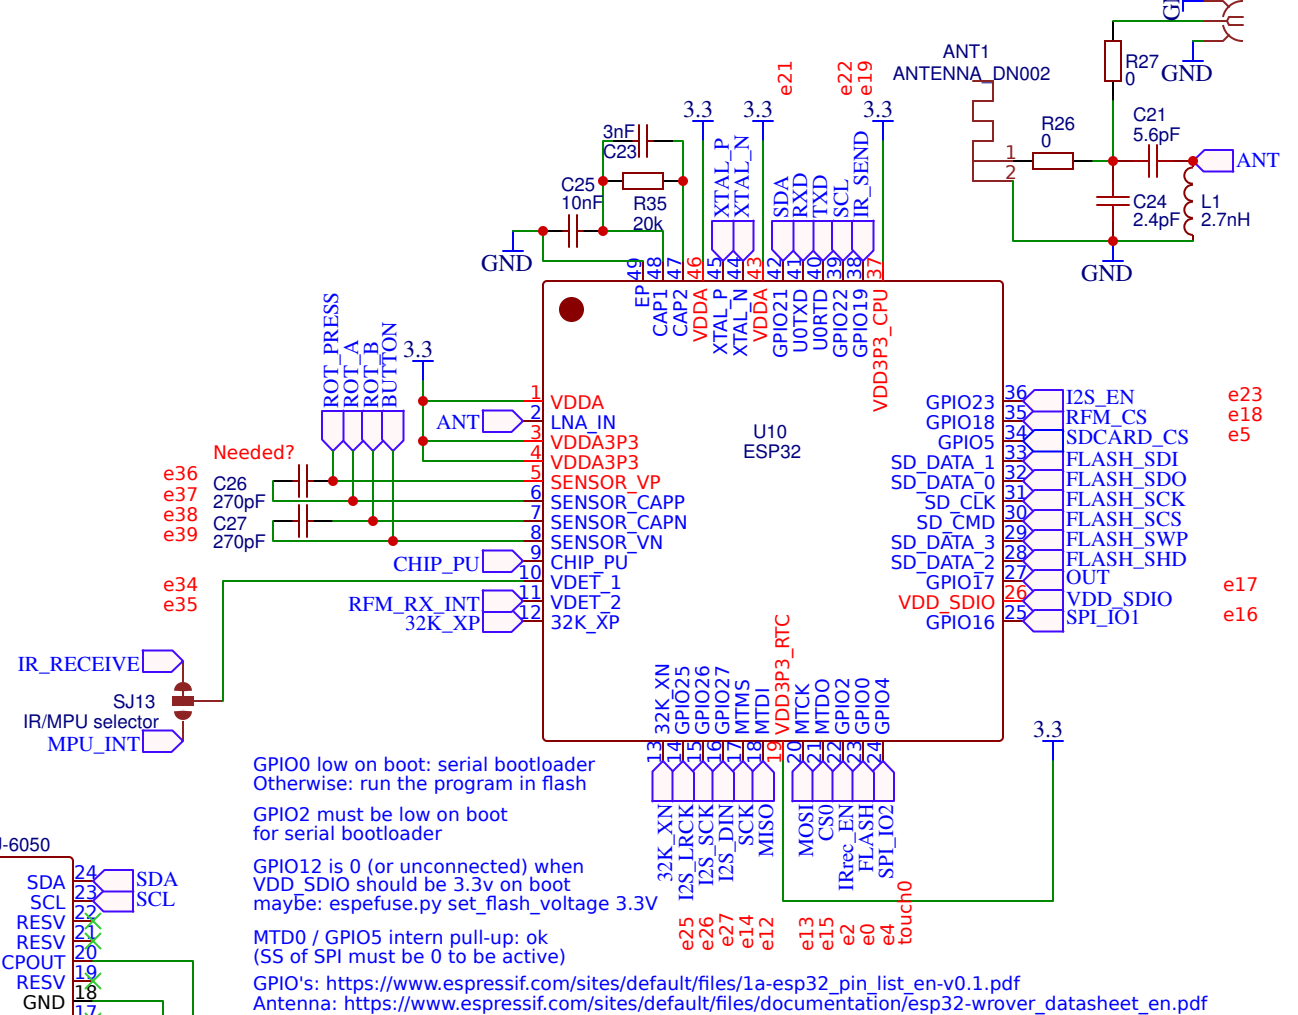 GND
R27
0
GND
ANT1
ANTENNA_DN002
1
2
R26
0
C21
5.6pF
ANT
C24
2.4pF
L1
2.7nH
GND
e21
e22
e19
3.3
3.3
3.3
3nF
C23
C25
10nF
R35
20k
GND
XTAL_P
XTAL_N
SDA
RXD
TXD
SCL
IR_SEND
49
48
47
46
45
44
43
42
41
40
39
38
37
EP
CAP1
CAP2
VDDA
XTAL_P
XTAL_N
VDDA
GPIO21
U0TXD
U0RTD
GPIO22
GPIO19
VDD3P3_CPU
U10
ESP32
ROT_PRESS
ROT_A
ROT_B
BUTTON
3.3
ANT
Needed?
e36
e37
e38
e39
C26
270pF
C27
270pF
CHIP_PU
e34
e35
RFM_RX_INT
32K_XP
1 VDDA
2 LNA_IN
3 VDDA3P3
4 VDDA3P3
5 SENSOR_VP
6 SENSOR_CAPP
7 SENSOR_CAPN
8 SENSOR_VN
9 CHIP_PU
10 VDET_1
11 VDET_2
12 32K_XP
GPIO23 36 I2S_EN e23
GPIO18 35 RFM_CS e18
GPIO5 34 SDCARD_CS e5
SD_DATA_1 33 FLASH_SDI
SD_DATA_0 32 FLASH_SDO
SD_CLK 31 FLASH_SCK
SD_CMD 30 FLASH_SCS
SD_DATA_3 29 FLASH_SWP
SD_DATA_2 28 FLASH_SHD
GPIO17 27 OUT e17
VDD_SDIO 26 VDD_SDIO
GPIO16 25 SPI_IO1 e16
IR_RECEIVE
SJ13
IR/MPU selector
MPU_INT
32K_XN
GPIO25
GPIO26
GPIO27
MTMS
MTDI
VDD3P3_RTC
MTCK
MTDO
GPIO2
GPIO0
GPIO4
13
14
15
16
17
18
19
20
21
22
23
24
3.3
32K_XN
I2S_LRCK
I2S_SCK
I2S_DIN
SCK
MISO
MOSI
CS0
IRrec_EN
FLASH
SPI_IO2
e25
e26
e27
e14
e12
e13
e15
e2
e0
e4
touch0
GPIO0 low on boot: serial bootloader
Otherwise: run the program in flash
GPIO2 must be low on boot
for serial bootloader
GPIO12 is 0 (or unconnected) when
VDD_SDIO should be 3.3v on boot
maybe: espefuse.py set_flash_voltage 3.3V
MTD0 / GPIO5 intern pull-up: ok
(SS of SPI must be 0 to be active)
GPIO's: https://www.espressif.com/sites/default/files/1a-esp32_pin_list_en-v0.1.pdf
Antenna: https://www.espressif.com/sites/default/files/documentation/esp32-wrover_datasheet_en.pdf
-6050
SDA 24 SDA
SCL 23 SCL
RESV 22
RESV 21
CPOUT 20
RESV 19
GND 18
17